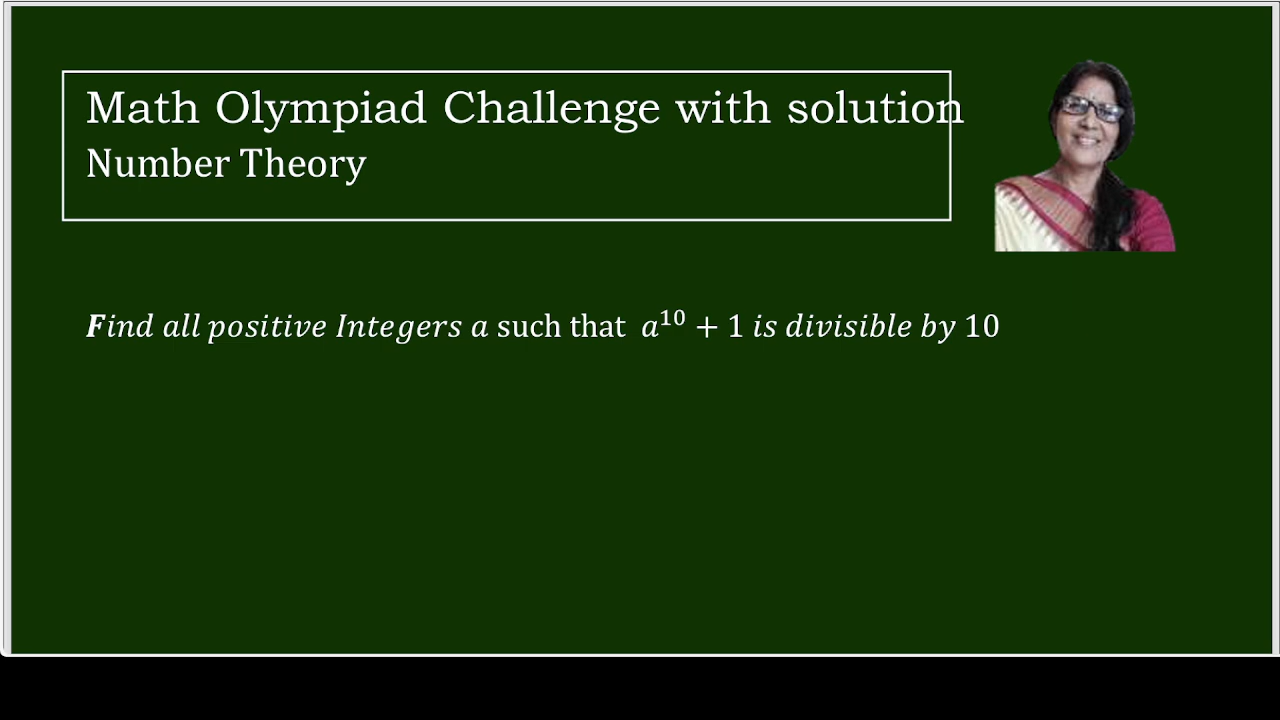 Math Olympiad Challenge with solution
Number Theory
Find all positive Integers a such that a¹⁰ + 1 is divisible by 10